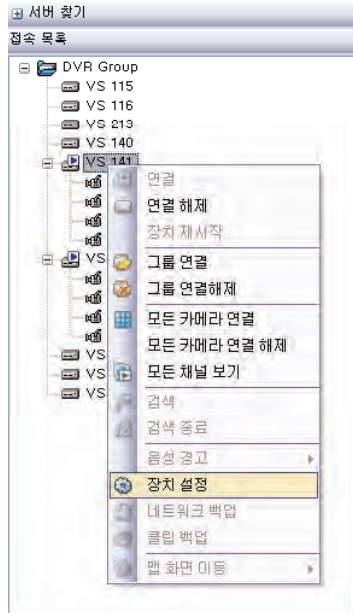 서버 찾기
접속 목록
DVR Group
VS 115
VS 116
VS 213
VS 140
VS 141
연결
연결 해제
장치 재시작
VS
그룹 연결
그룹 연결해제
모든 카메라 연결
모든 카메라 연결 해제
VS
모든 채널 보기
VS
VS
검색
검색 종료
음성 경고
장치 설정
네트워크 백업
클립 백업
맵 화면 이동